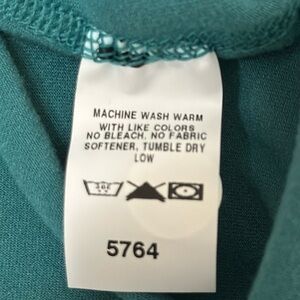 MACHINE WASH WARM
WITH LIKE COLORS
NO BLEACH, NO FABRIC
SOFTENER, TUMBLE DRY
LOW
5764